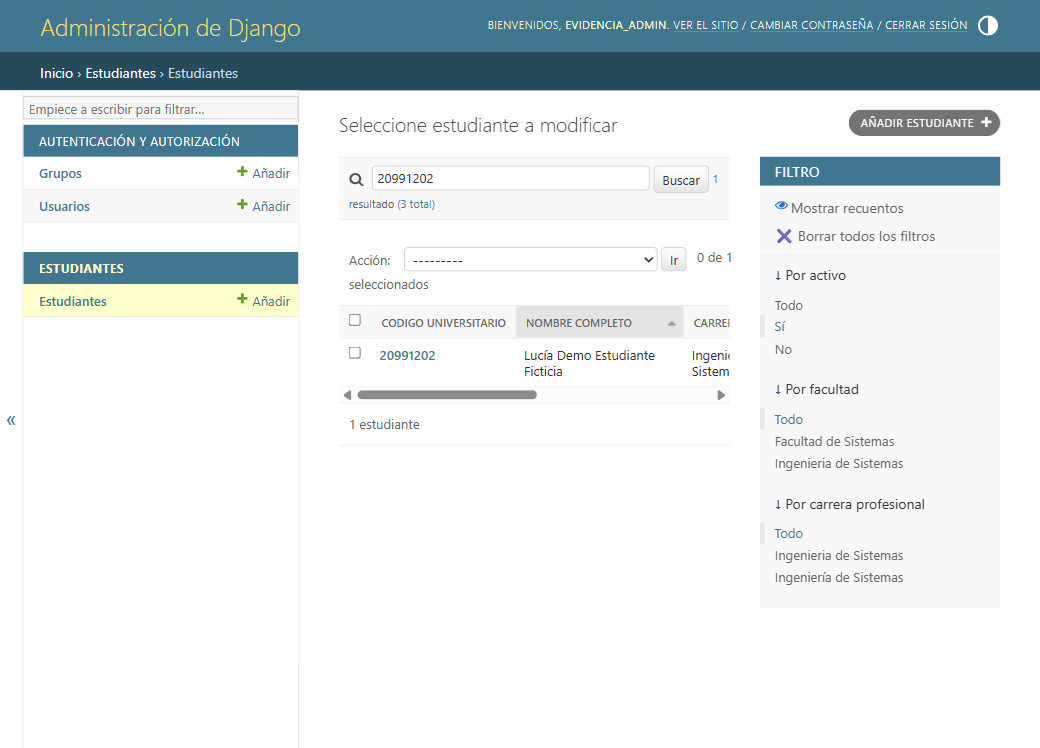 Administración de Django
BIENVENIDOS, EVIDENCIA_ADMIN. VER EL SITIO / CAMBIAR CONTRASEÑA / CERRAR SESIÓN
Inicio › Estudiantes › Estudiantes
Empiece a escribir para filtrar...
AUTENTICACIÓN Y AUTORIZACIÓN
Grupos
Añadir
Usuarios
Añadir
ESTUDIANTES
Estudiantes
Añadir
«
Seleccione estudiante a modificar
AÑADIR ESTUDIANTE
20991202
Buscar
1
resultado (3 total)
Acción:
---------
Ir
0 de 1
seleccionados
CODIGO UNIVERSITARIO
NOMBRE COMPLETO
20991202
Lucía Demo Estudiante
Ficticia
1 estudiante
FILTRO
Mostrar recuentos
Borrar todos los filtros
↓ Por activo
Todo
Sí
No
↓ Por facultad
Todo
Facultad de Sistemas
Ingenieria de Sistemas
↓ Por carrera profesional
Todo
Ingenieria de Sistemas
Ingeniería de Sistemas